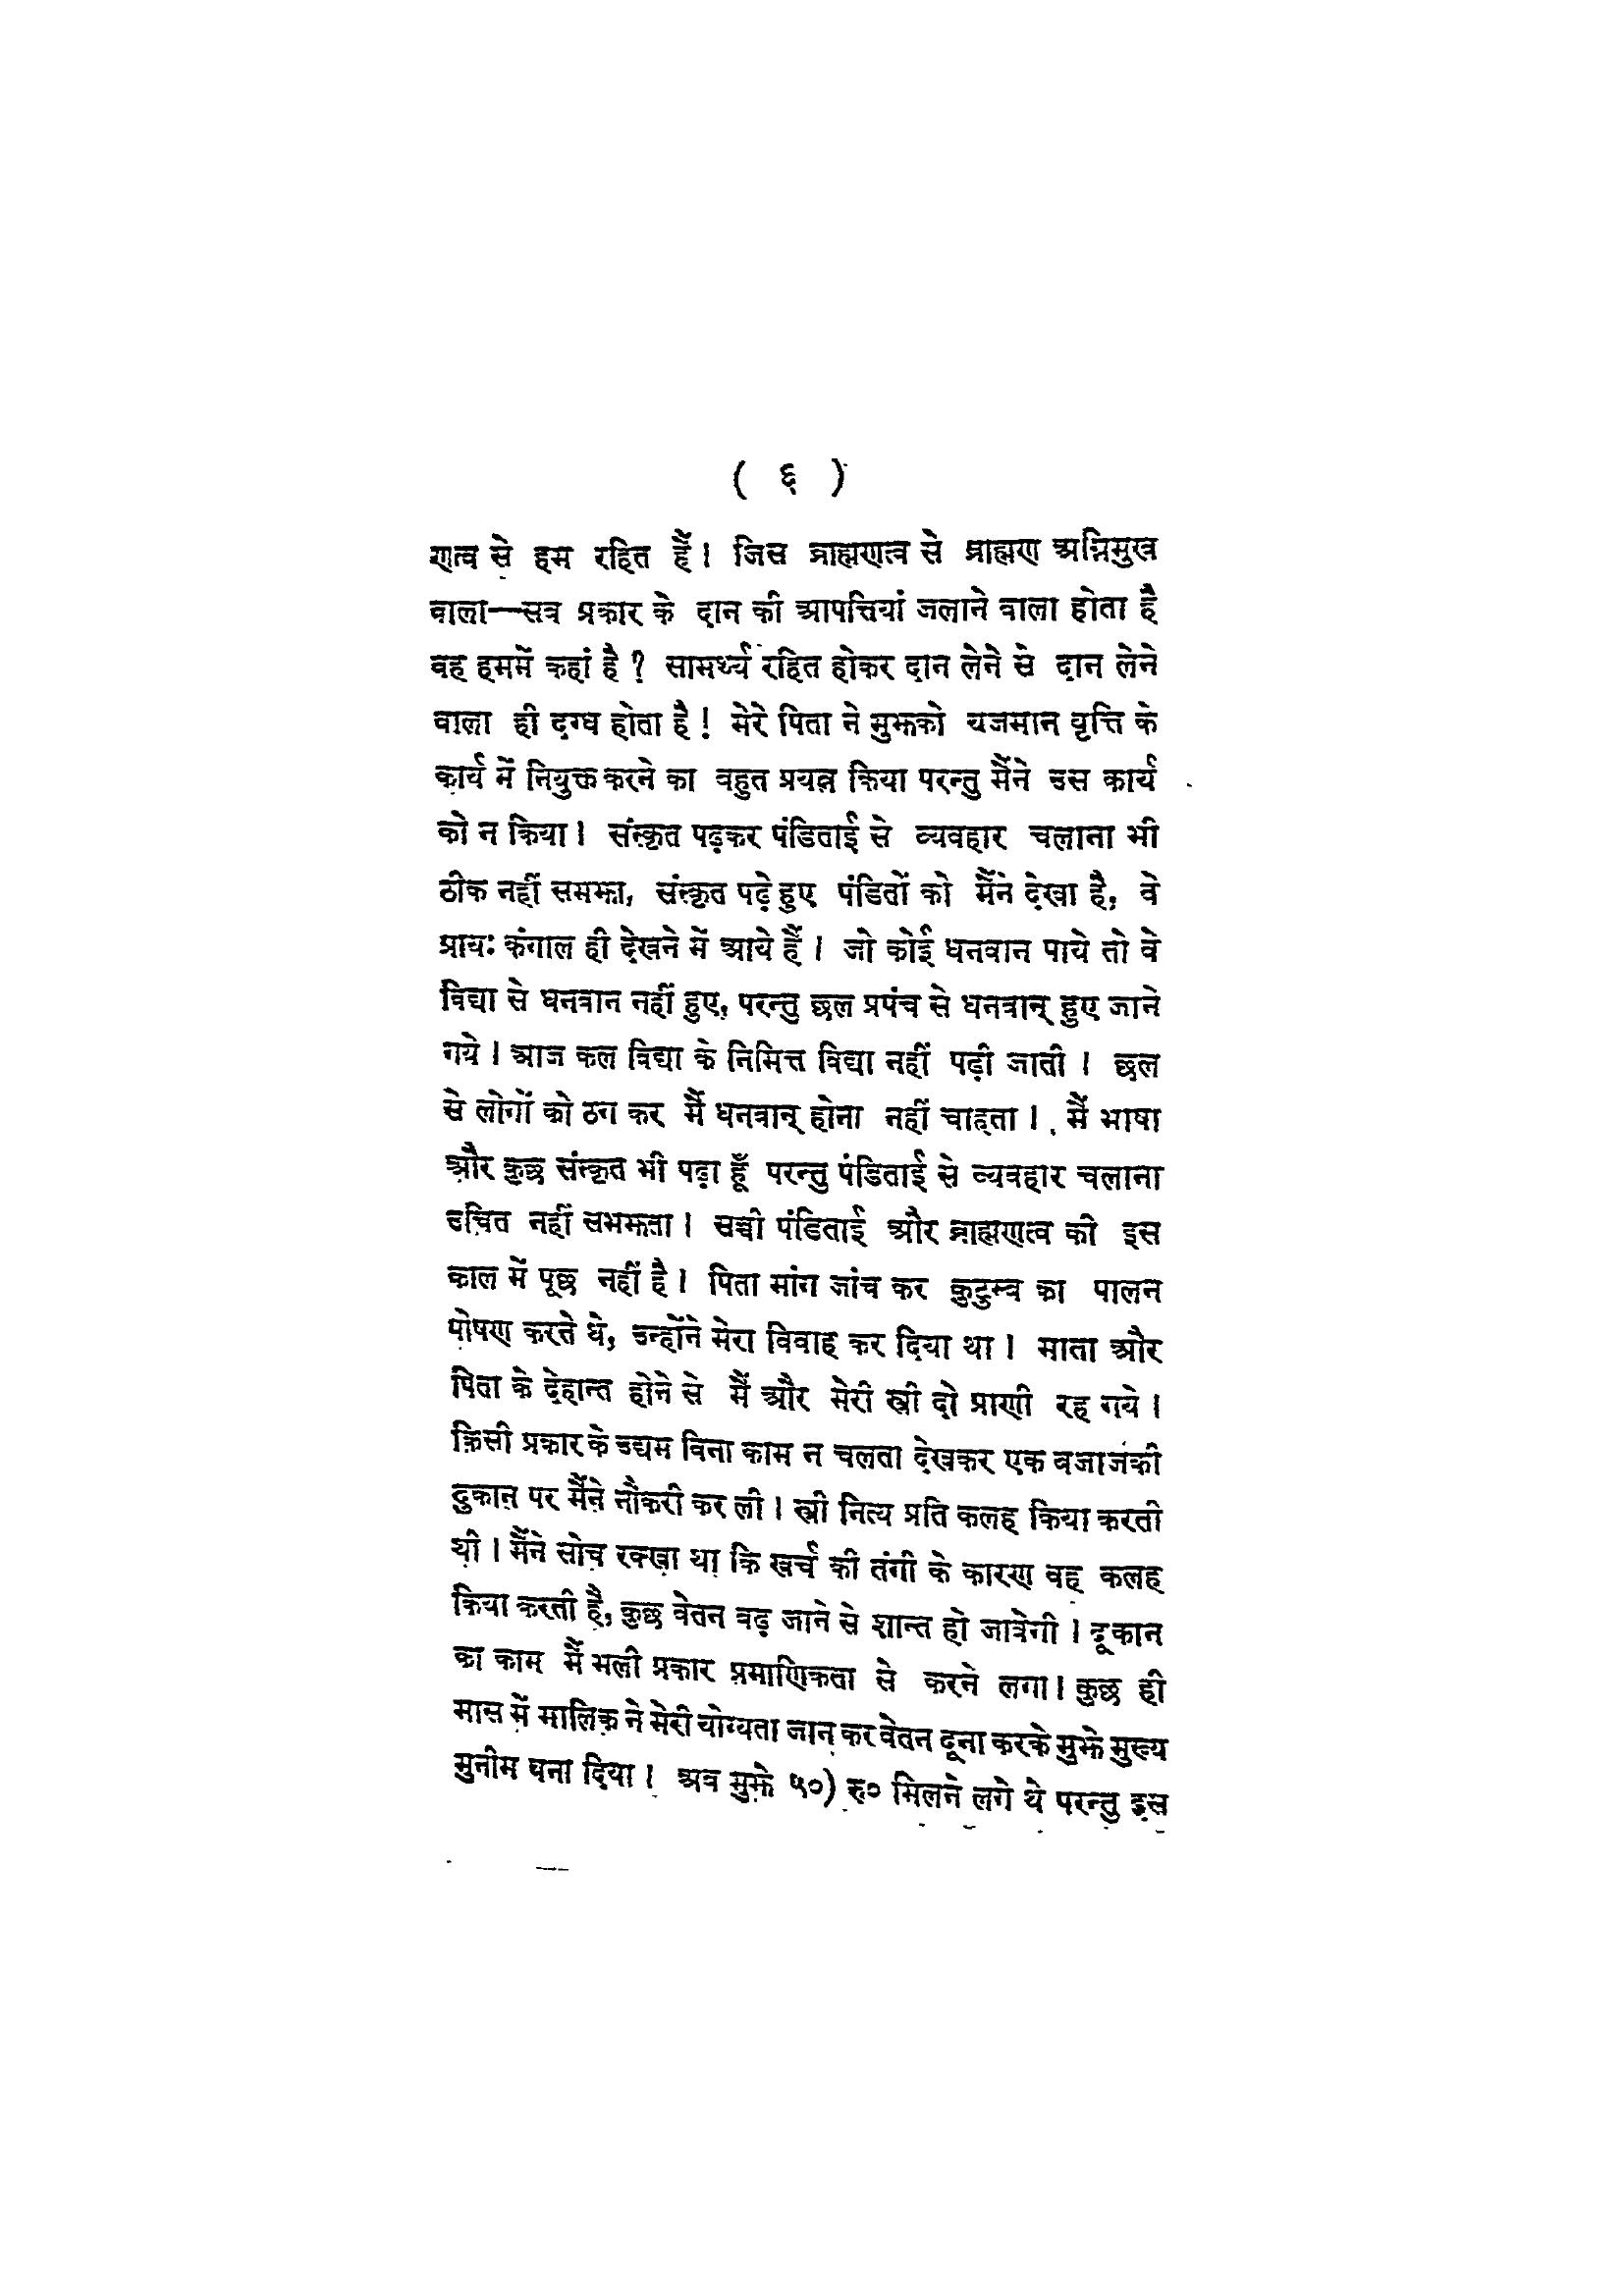 ( ६ )
णत्व से हम रहित हैं। जिस ब्राह्मणत्व से ब्राह्मण अग्निमुख
वाला—सब प्रकार के दान की आपत्तियां जलाने वाला होता है
वह हममें कहां है? सामर्थ्य रहित होकर दान लेने से दान लेने
वाला ही दग्ध होता है! मेरे पिता ने मुझको यजमान वृत्ति के
कार्य में नियुक्त करने का बहुत प्रयत्न किया परन्तु मैंने उस कार्य
को न किया। संस्कृत पढ़कर पंडिताई से व्यवहार चलाना भी
ठीक नहीं समझा, संस्कृत पढ़े हुए पंडितों को मैंने देखा है, वे
प्रायः कंगाल ही देखने में आये हैं। जो कोई धनवान पाये तो वे
विद्या से धनवान नहीं हुए, परन्तु छल प्रपंच से धनवान् हुए जाने
गये। आज कल विद्या के निमित्त विद्या नहीं पढ़ी जाती। छल
से लोगों को ठग कर मैं धनवान् होना नहीं चाहता। मैं भाषा
और कुछ संस्कृत भी पढ़ा हूँ परन्तु पंडिताई से व्यवहार चलाना
उचित नहीं समझता। सच्ची पंडिताई और ब्राह्मणत्व की इस
काल में पूछ नहीं है। पिता मांग जांच कर कुटुम्ब का पालन
पोषण करते थे, उन्होंने मेरा विवाह कर दिया था। माता और
पिता के देहान्त होने से मैं और मेरी स्त्री दो प्राणी रह गये।
किसी प्रकार के उद्यम बिना काम न चलता देखकर एक बजाजकी
दुकान पर मैंने नौकरी कर ली। स्त्री नित्य प्रति कलह किया करती
थी। मैंने सोच रक्खा था कि खर्च की तंगी के कारण वह कलह
किया करती है, कुछ वेतन बढ़ जाने से शान्त हो जावेगी। दूकान
का काम मैं भली प्रकार प्रमाणिकता से करने लगा। कुछ ही
मास में मालिक ने मेरी योग्यता जान कर वेतन दूना करके मुझे मुख्य
मुनीम बना दिया। अब मुझे ५०) रु० मिलने लगे थे परन्तु इस